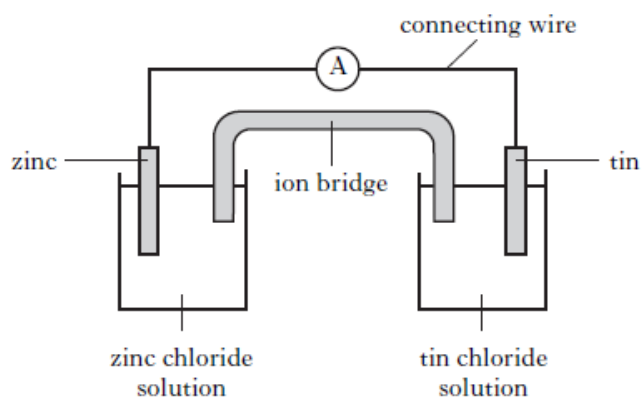 connecting wire
A
zinc
ion bridge
tin
zinc chloride
solution
tin chloride
solution